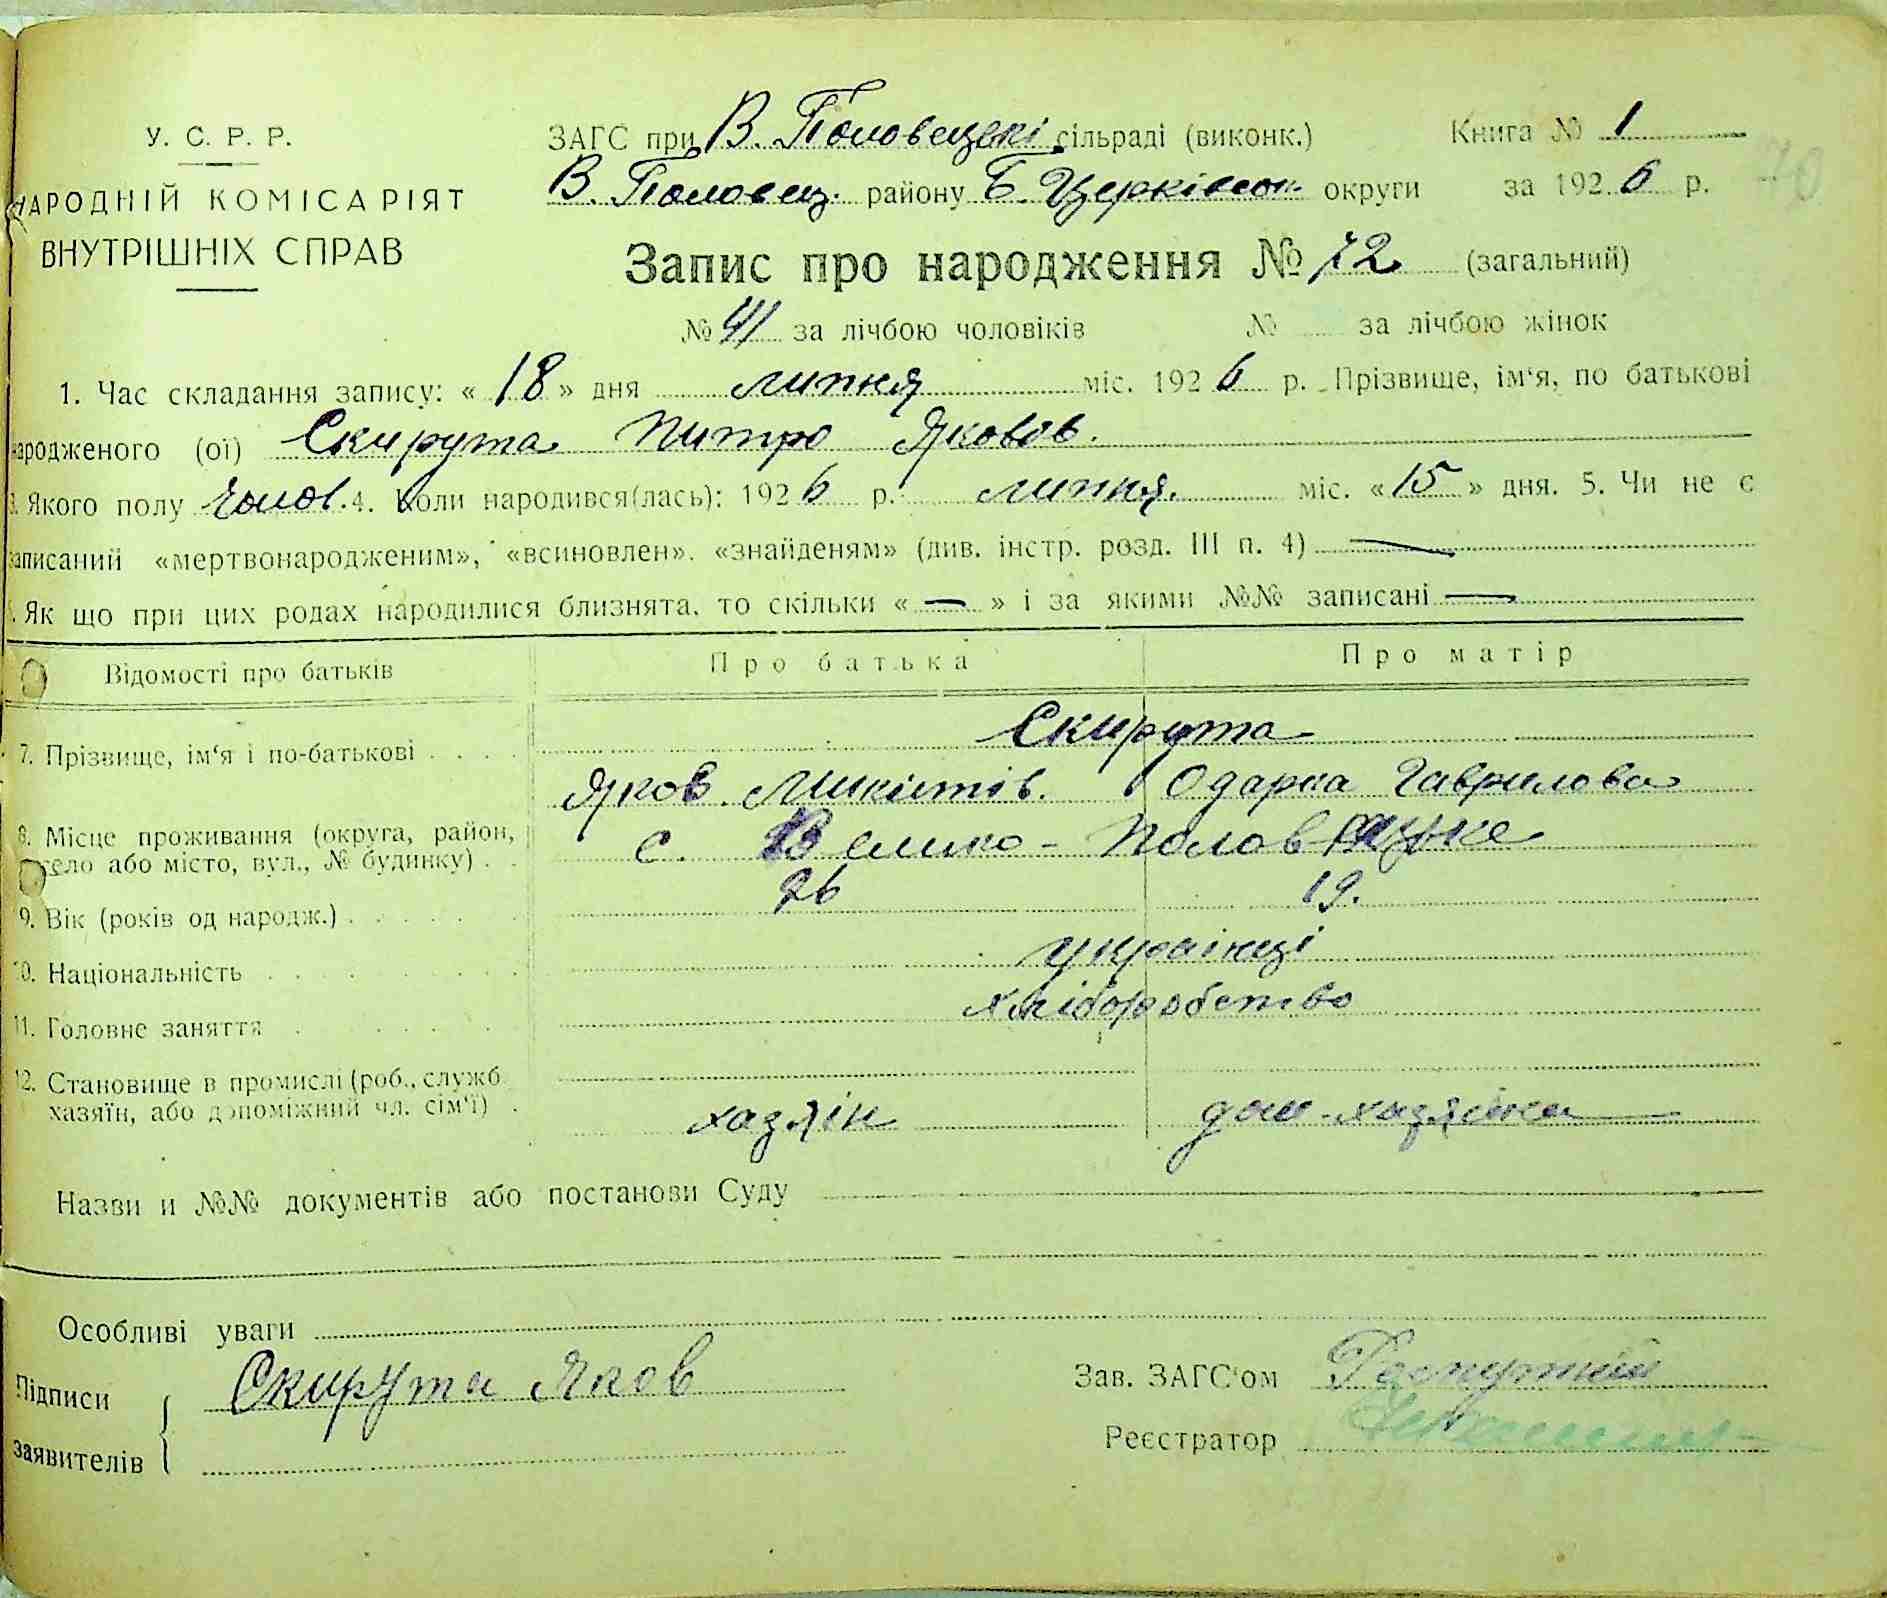 70
У. С. Р. Р.
НАРОДНІЙ КОМІСАРІЯТ
ВНУТРІШНІХ СПРАВ
ЗАГС при В. Половецькі сільраді (виконк.) Книга № 1
В. Половец. району Б. Церківськ. округи за 1926 р.
Запис про народження № 72 (загальний)
№ 41 за лічбою чоловіків № за лічбою жінок
1. Час складання запису: « 18 » дня липня міс. 1926 р. Прізвище, ім'я, по батькові
народженого (ої) Скирута Питро Яковов.
3. Якого полу чолов. 4. Коли народився(лась): 1926 р. липня. міс. « 15 » дня. 5. Чи не є
записаний «мертвонародженим», «всиновлен». «знайденям» (див. інстр. розд. III п. 4) —
6. Як що при цих родах народилися близнята, то скільки « — » і за якими №№ записані —
Відомості про батьків Про батька Про матір
7. Прізвище, ім'я і по-батькові Скирута
Яков. Микитів. Одарка Гаврилова
8. Місце проживання (округа, район,
село або місто, вул., № будинку) с. Велико-Половецке
9. Вік (років од народж.) 26 19.
10. Національність українці
11. Головне заняття хліборобство
12. Становище в промислі (роб., служб.
хазяїн, або допоміжний чл. сім'ї) хазяїн дом-хазяйка
Назви и №№ документів або постанови Суду
Особливі уваги
Підписи Скирута Яков Зав. ЗАГС'ом
заявителів Реєстратор